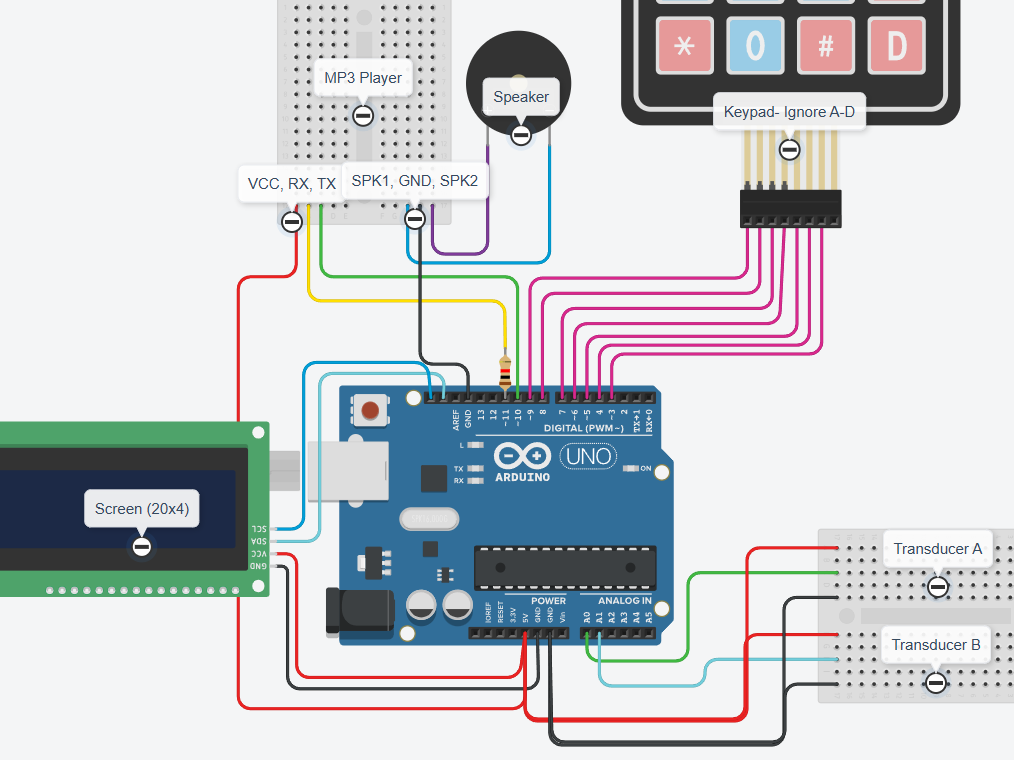 * 0 # D
MP3 Player
Speaker
Keypad- Ignore A-D
VCC, RX, TX
SPK1, GND, SPK2
AREF
GND
13
12
~11
~10
~9
8
7
~6
~5
4
~3
2
TX→1
RX←0
DIGITAL (PWM~)
L
TX
RX
ON
UNO
ARDUINO
Screen (20x4)
SCL
SDA
VCC
GND
Transducer A
Transducer B
POWER
ANALOG IN
IOREF
RESET
3.3V
5V
GND
GND
Vin
A0
A1
A2
A3
A4
A5